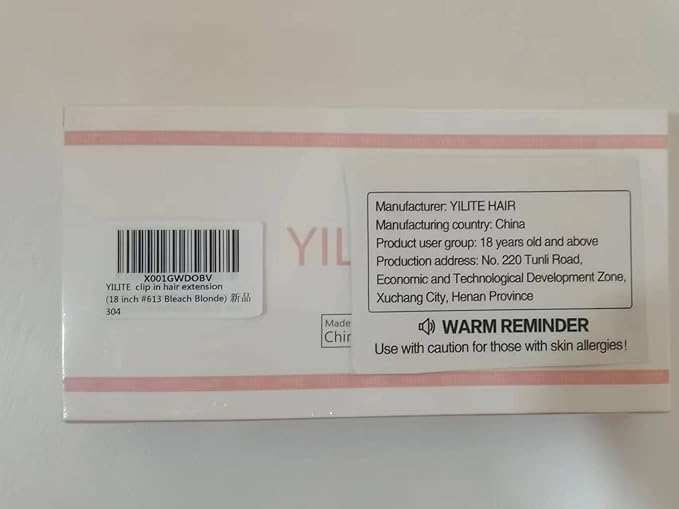 X001GWDOBV
YILITE clip in hair extension
(18 inch #613 Bleach Blonde) 新品
304
YIL
Made
Chin
Manufacturer: YILITE HAIR
Manufacturing country: China
Product user group: 18 years old and above
Production address: No. 220 Tunli Road,
Economic and Technological Development Zone,
Xuchang City, Henan Province
WARM REMINDER
Use with caution for those with skin allergies!